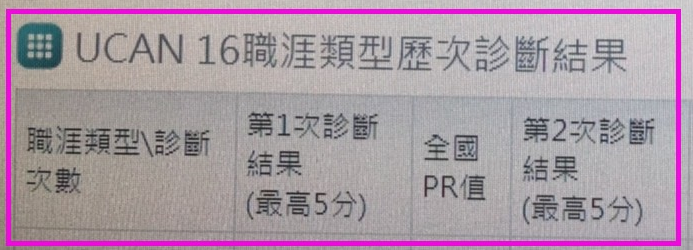 UCAN 16職涯類型歷次診斷結果
職涯類型\診斷
次數
第1次診斷
結果
(最高5分)
全國
PR值
第2次診斷
結果
(最高5分)